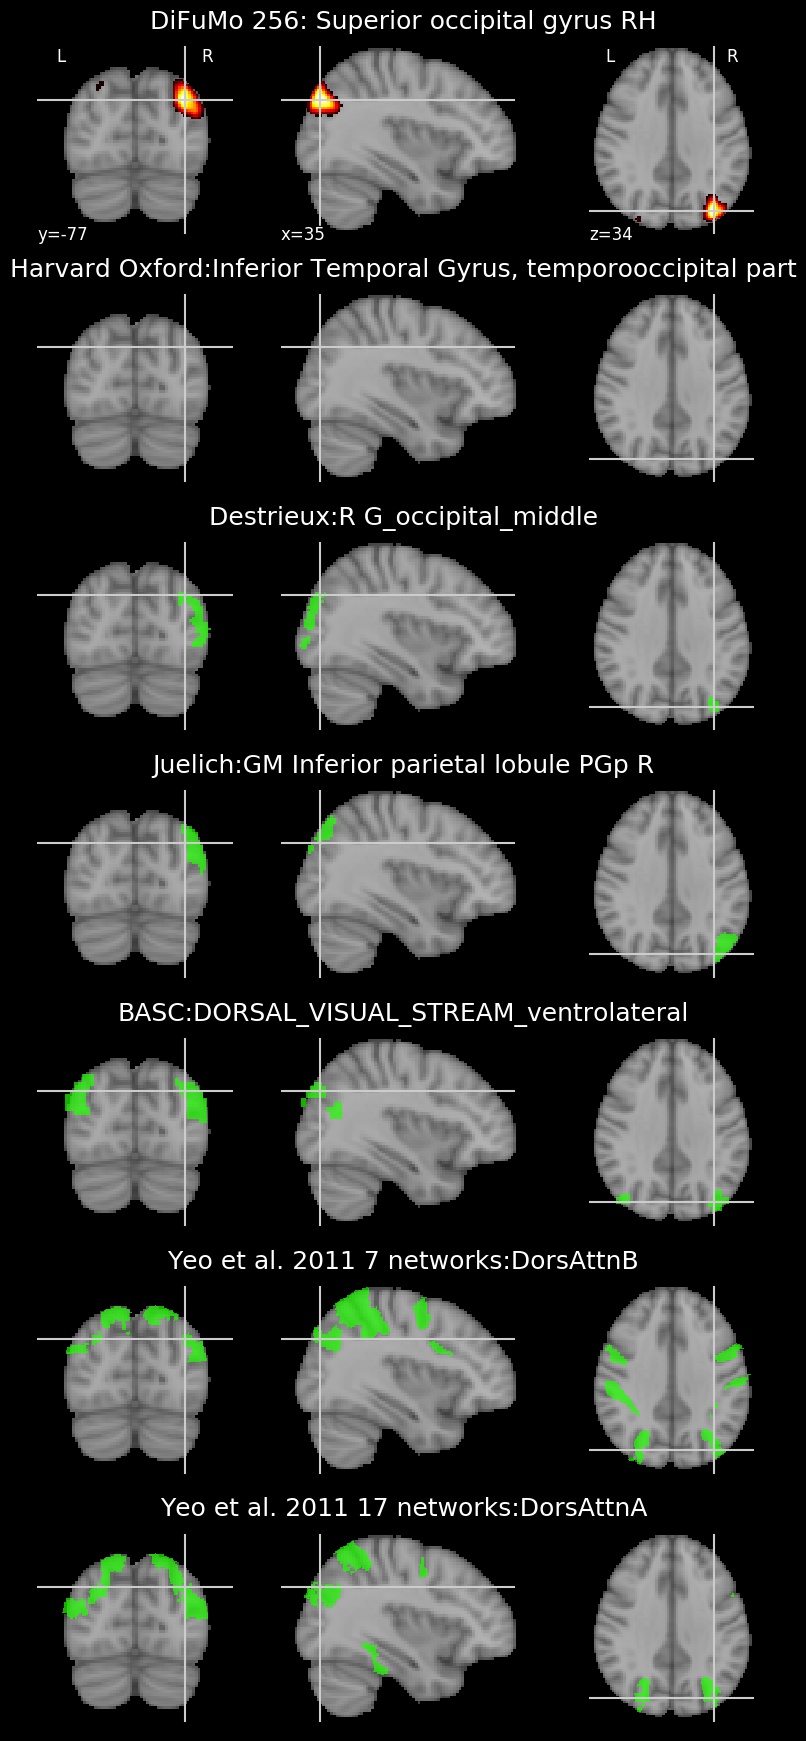 DiFuMo 256: Superior occipital gyrus RH
L R L R
y=-77 x=35 z=34
Harvard Oxford:Inferior Temporal Gyrus, temporooccipital part
Destrieux:R G_occipital_middle
Juelich:GM Inferior parietal lobule PGp R
BASC:DORSAL_VISUAL_STREAM_ventrolateral
Yeo et al. 2011 7 networks:DorsAttnB
Yeo et al. 2011 17 networks:DorsAttnA